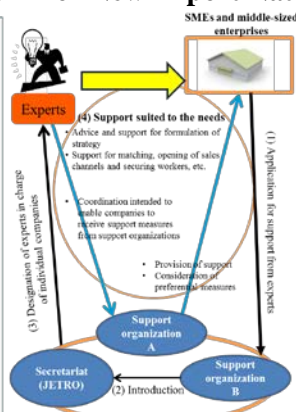 SMEs and middle-sized
enterprises
Experts
(4) Support suited to the needs
• Advice and support for formulation of
strategy
• Support for matching, opening of sales
channels and securing workers, etc.
• Coordination intended to
enable companies to
receive support measures
from support organizations
• Provision of support
• Consideration of
preferential measures
(1) Application for
support from experts
(3) Designation of experts in charge
of individual companies
Support
organization
A
Secretariat
(JETRO)
Support
organization
B
(2) Introduction